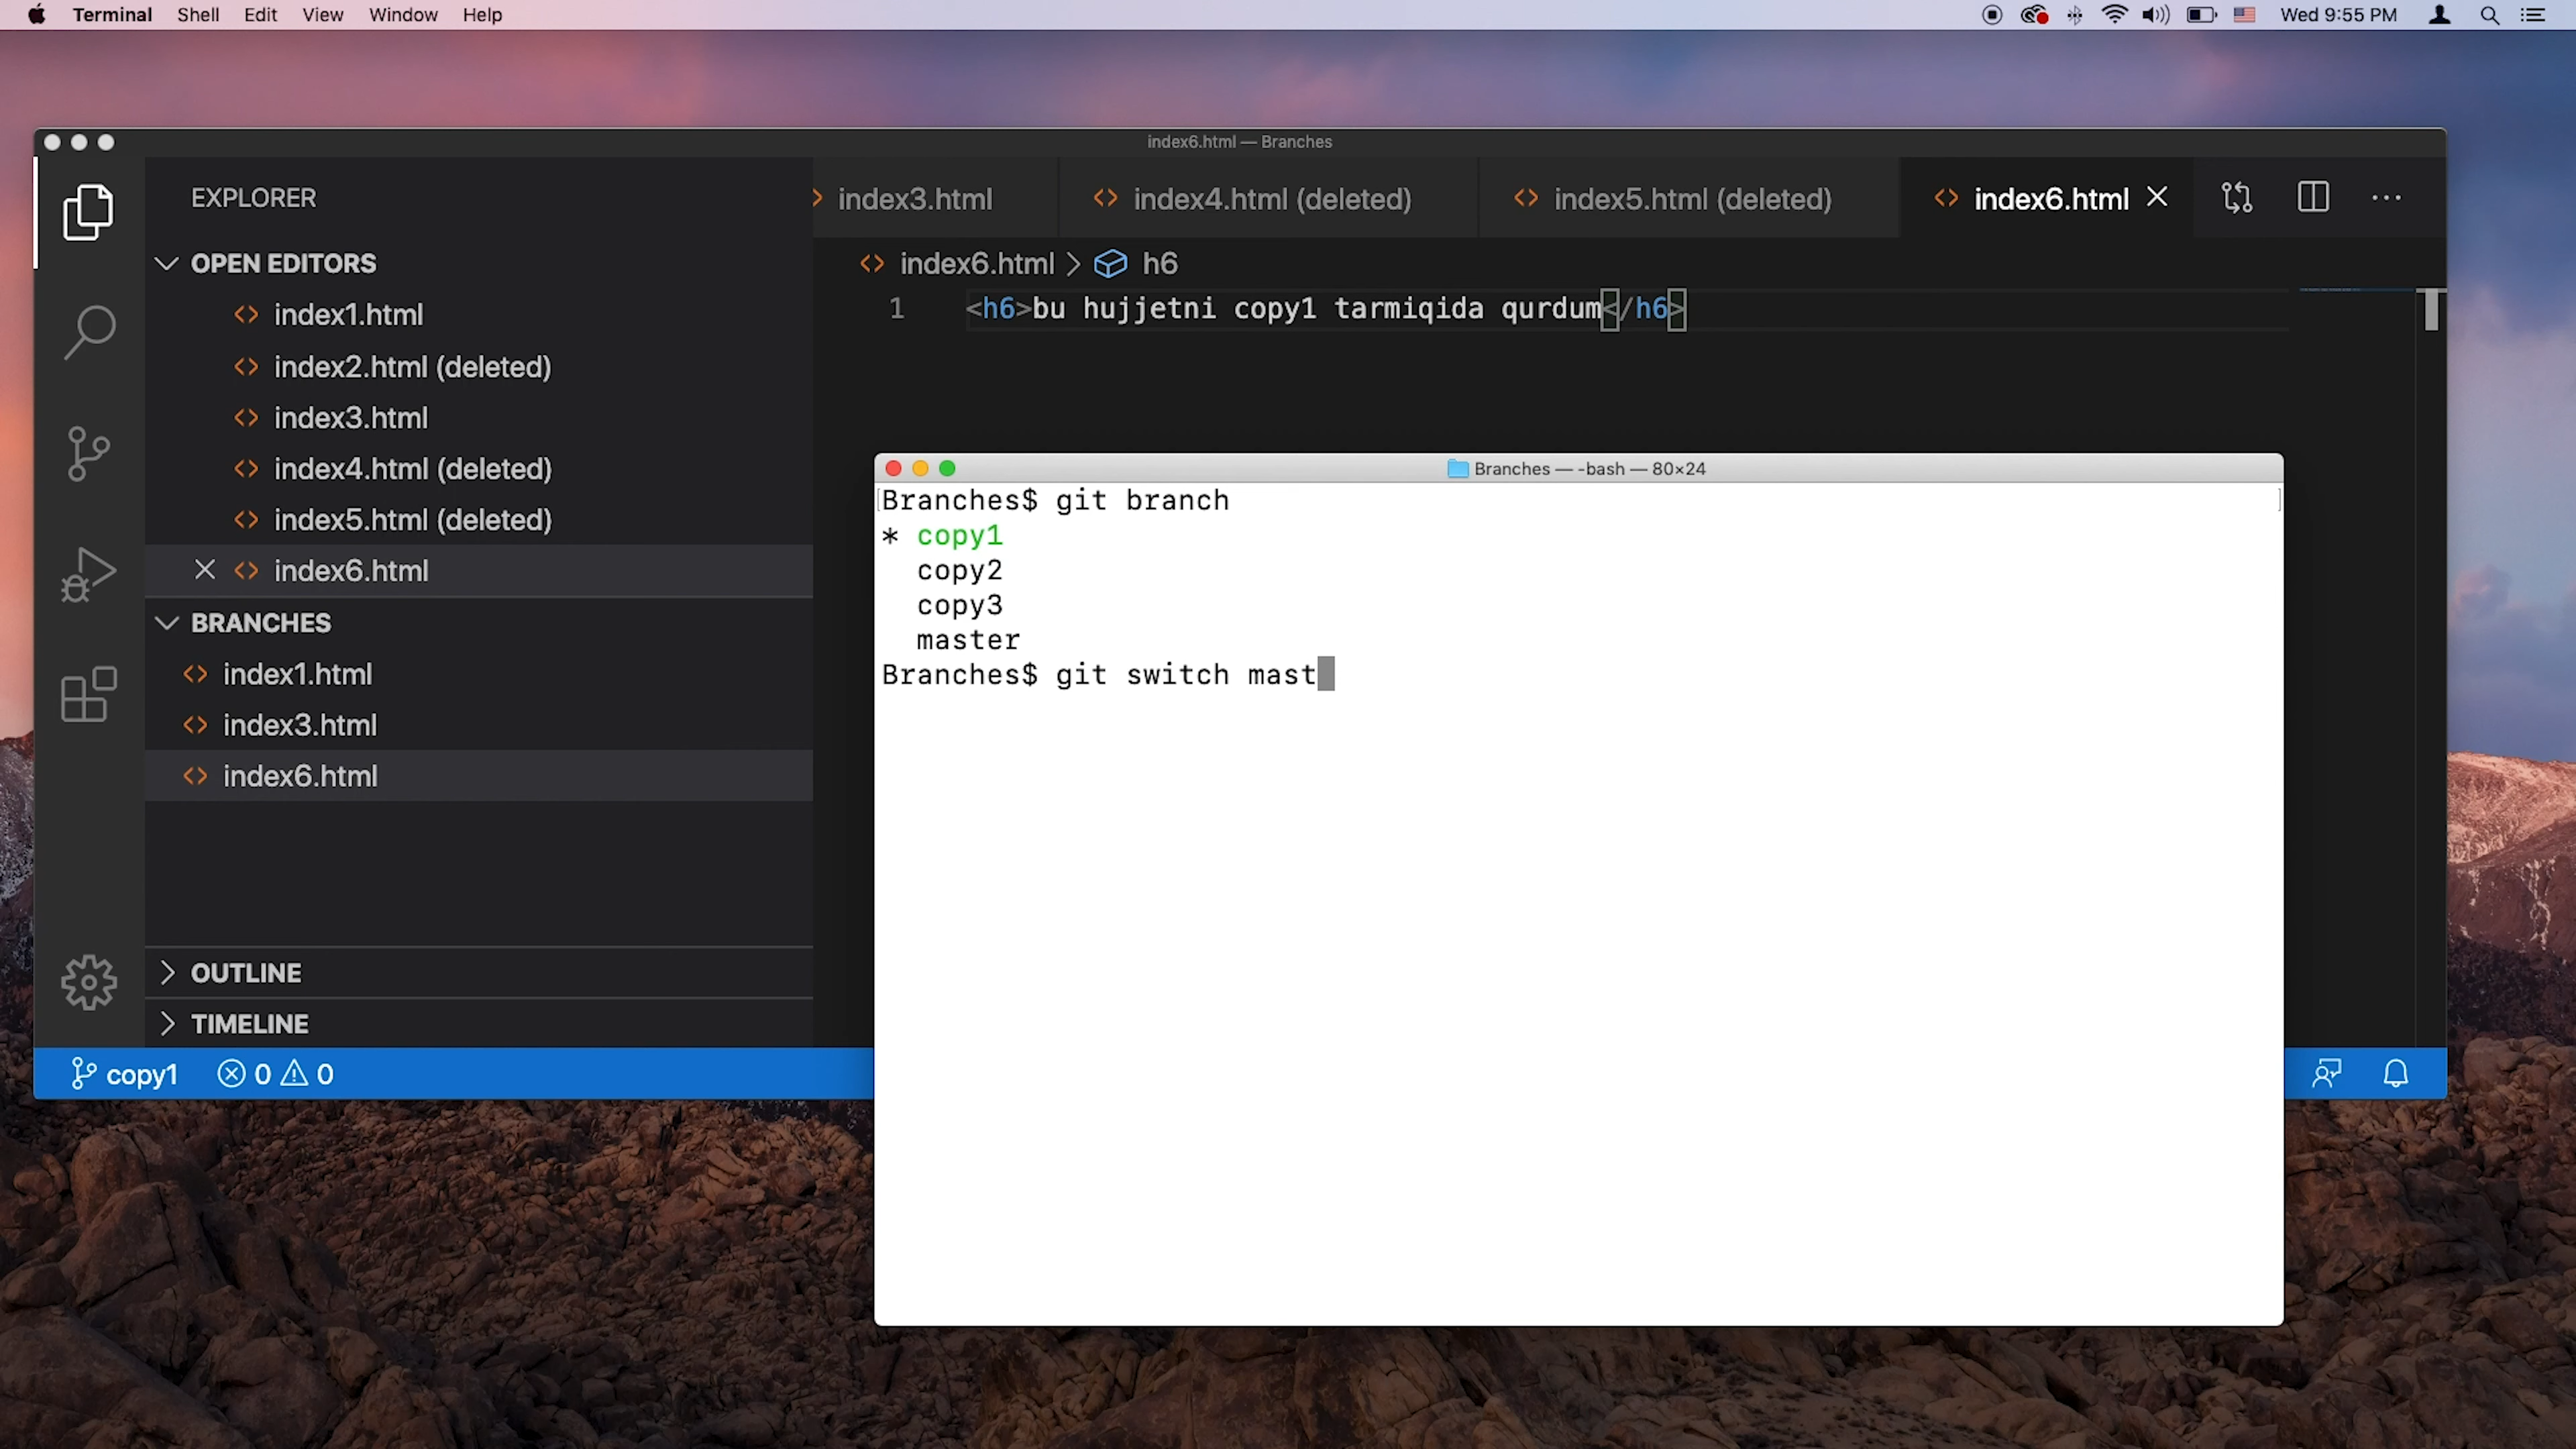 Terminal Shell Edit View Window Help Wed 9:55 PM
index6.html — Branches
EXPLORER
index3.html index4.html (deleted) index5.html (deleted) index6.html
OPEN EDITORS
index6.html > h6
index1.html
1 <h6>bu hujjetni copy1 tarmiqida qurdum</h6>
index2.html (deleted)
index3.html
index4.html (deleted)
index5.html (deleted)
index6.html
BRANCHES
index1.html
index3.html
index6.html
OUTLINE
TIMELINE
copy1 0 0
Branches — -bash — 80×24
Branches$ git branch
* copy1
copy2
copy3
master
Branches$ git switch mast